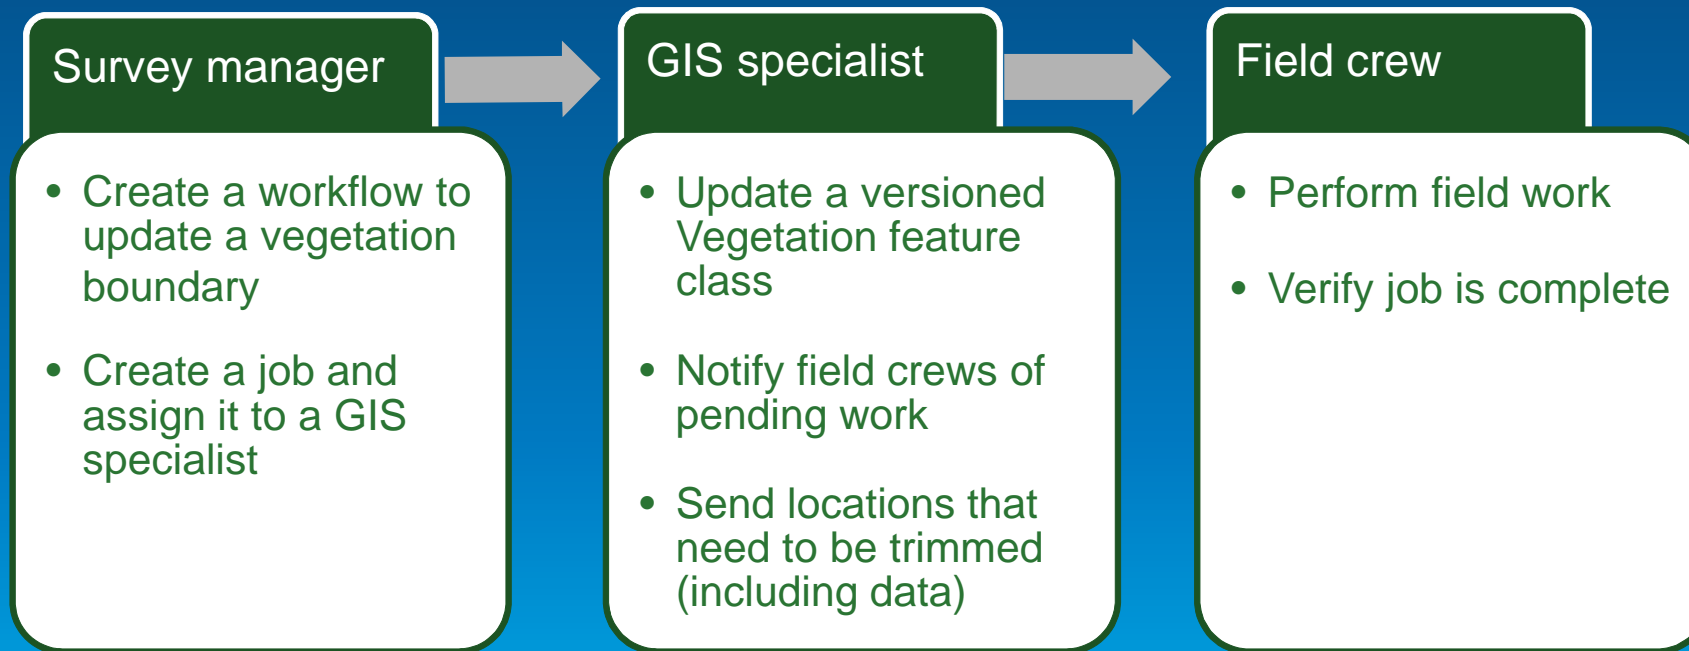 Survey manager
• Create a workflow to
update a vegetation
boundary
• Create a job and
assign it to a GIS
specialist
GIS specialist
• Update a versioned
Vegetation feature
class
• Notify field crews of
pending work
• Send locations that
need to be trimmed
(including data)
Field crew
• Perform field work
• Verify job is complete